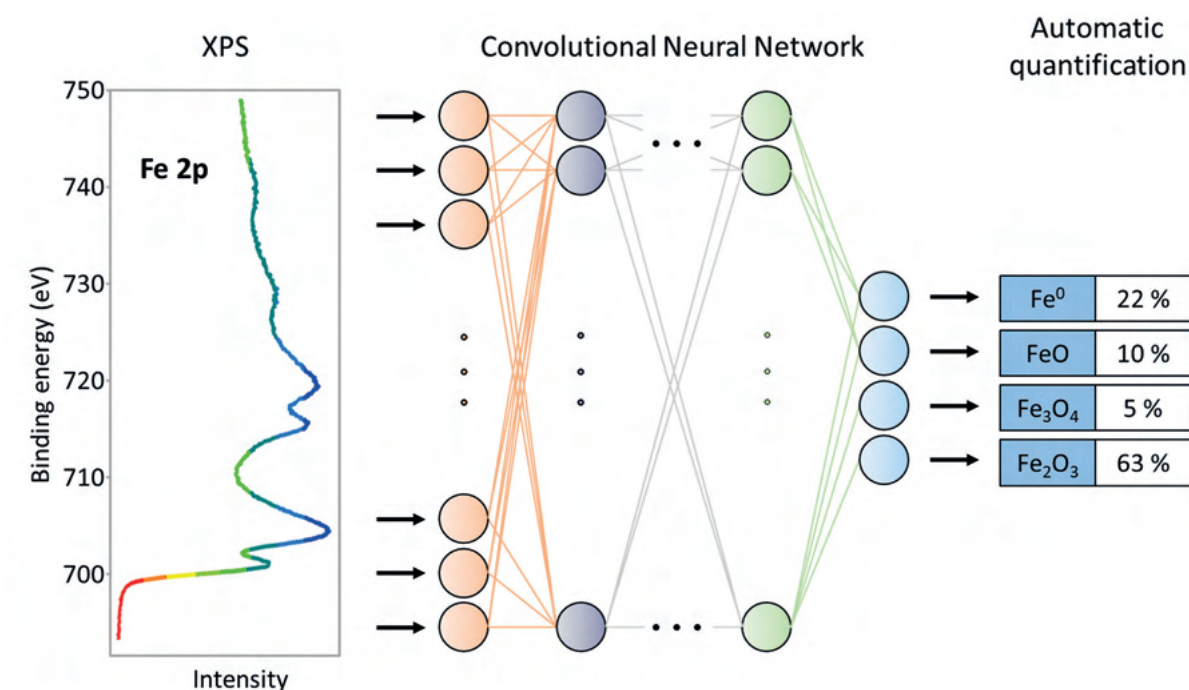 XPS
Convolutional Neural Network
Automatic
quantification
750
740
730
720
710
700
Binding energy (eV)
Fe 2p
Intensity
Fe⁰ 22 %
FeO 10 %
Fe₃O₄ 5 %
Fe₂O₃ 63 %